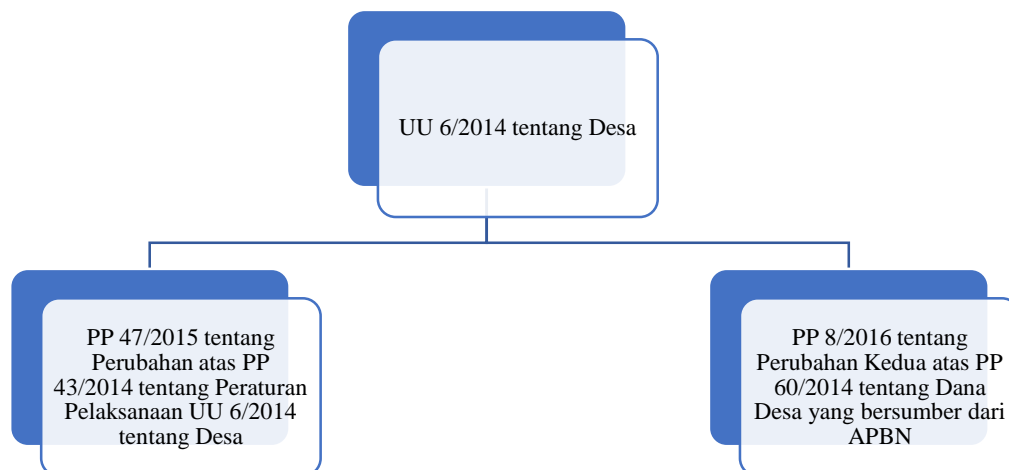 UU 6/2014 tentang Desa
PP 47/2015 tentang
Perubahan atas PP
43/2014 tentang Peraturan
Pelaksanaan UU 6/2014
tentang Desa
PP 8/2016 tentang
Perubahan Kedua atas PP
60/2014 tentang Dana
Desa yang bersumber dari
APBN